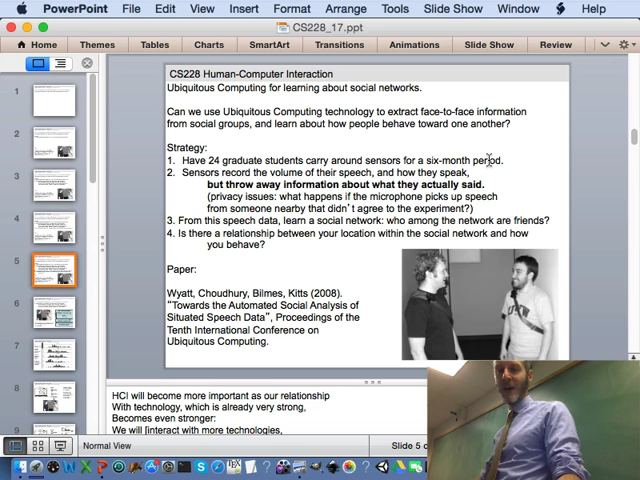 PowerPoint File Edit View Insert Format Arrange Tools Slide Show Window Help
CS228_17.ppt
Home Themes Tables Charts SmartArt Transitions Animations Slide Show Review
CS228 Human-Computer Interaction
Ubiquitous Computing for learning about social networks.
Can we use Ubiquitous Computing technology to extract face-to-face information
from social groups, and learn about how people behave toward one another?
Strategy:
1. Have 24 graduate students carry around sensors for a six-month period.
2. Sensors record the volume of their speech, and how they speak,
but throw away information about what they actually said.
(privacy issues: what happens if the microphone picks up speech
from someone nearby that didn't agree to the experiment?)
3. From this speech data, learn a social network: who among the network are friends?
4. Is there a relationship between your location within the social network and how
you behave?
Paper:
Wyatt, Choudhury, Bilmes, Kitts (2008).
"Towards the Automated Social Analysis of
Situated Speech Data", Proceedings of the
Tenth International Conference on
Ubiquitous Computing.
1
2
3
4
5
6
7
8
HCI will become more important as our relationship
With technology, which is already very strong,
Becomes even stronger:
We will [interact with more technologies,
Normal View Slide 5 o